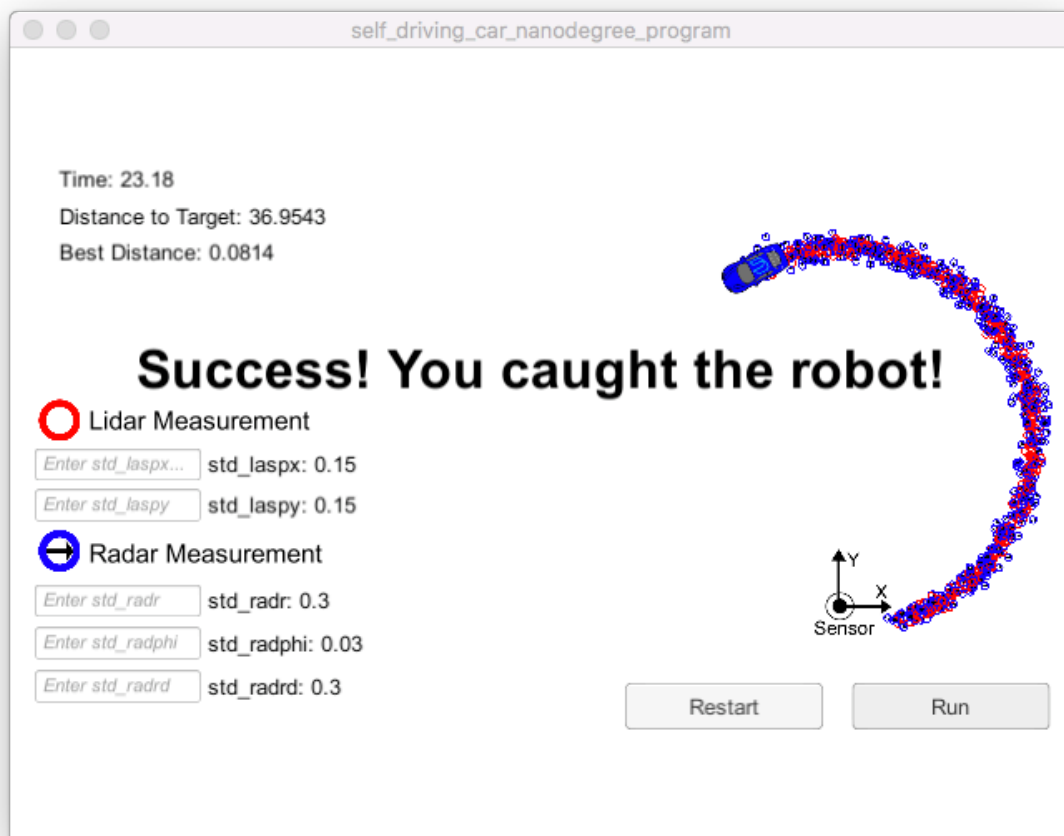 self_driving_car_nanodegree_program
Time: 23.18
Distance to Target: 36.9543
Best Distance: 0.0814
Success! You caught the robot!
Lidar Measurement
Enter std_laspx... std_laspx: 0.15
Enter std_laspy std_laspy: 0.15
Radar Measurement
Enter std_radr std_radr: 0.3
Enter std_radphi std_radphi: 0.03
Enter std_radrd std_radrd: 0.3
Y
X
Sensor
Restart Run